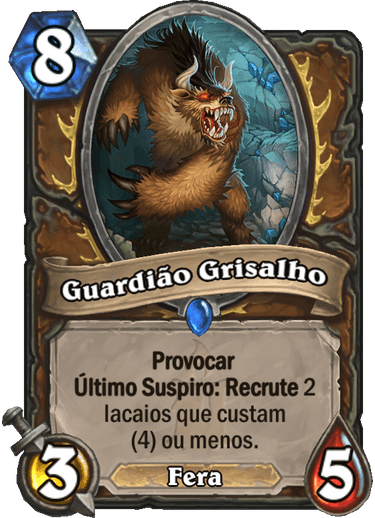 8
Guardião Grisalho
Provocar
Último Suspiro: Recrute 2
lacaios que custam
(4) ou menos.
3
Fera
5